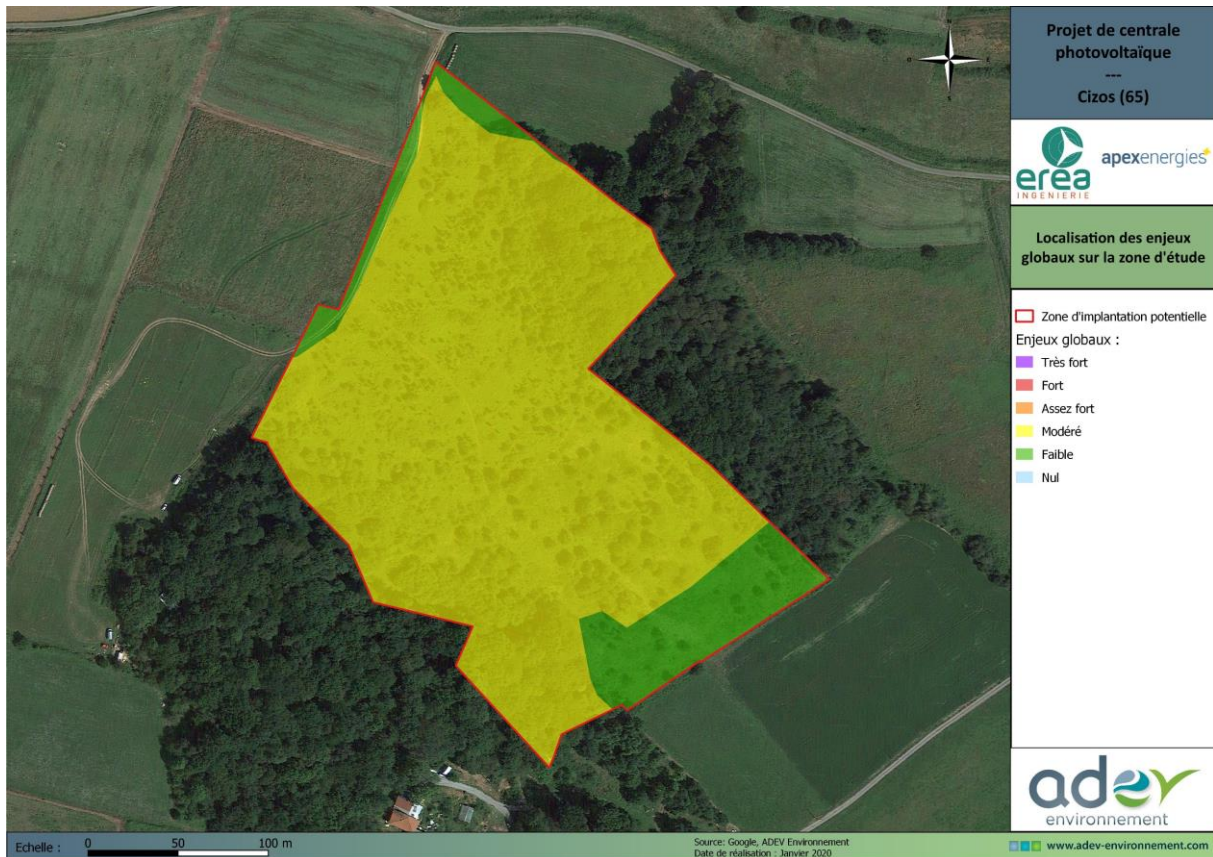 Projet de centrale
photovoltaïque
---
Cizos (65)
erea
INGENIERIE
apexenergies
Localisation des enjeux
globaux sur la zone d'étude
Zone d'implantation potentielle
Enjeux globaux :
Très fort
Fort
Assez fort
Modéré
Faible
Nul
adev
environnement
Echelle :
0 50 100 m
Source: Google, ADEV Environnement
Date de réalisation : Janvier 2020
www.adev-environnement.com